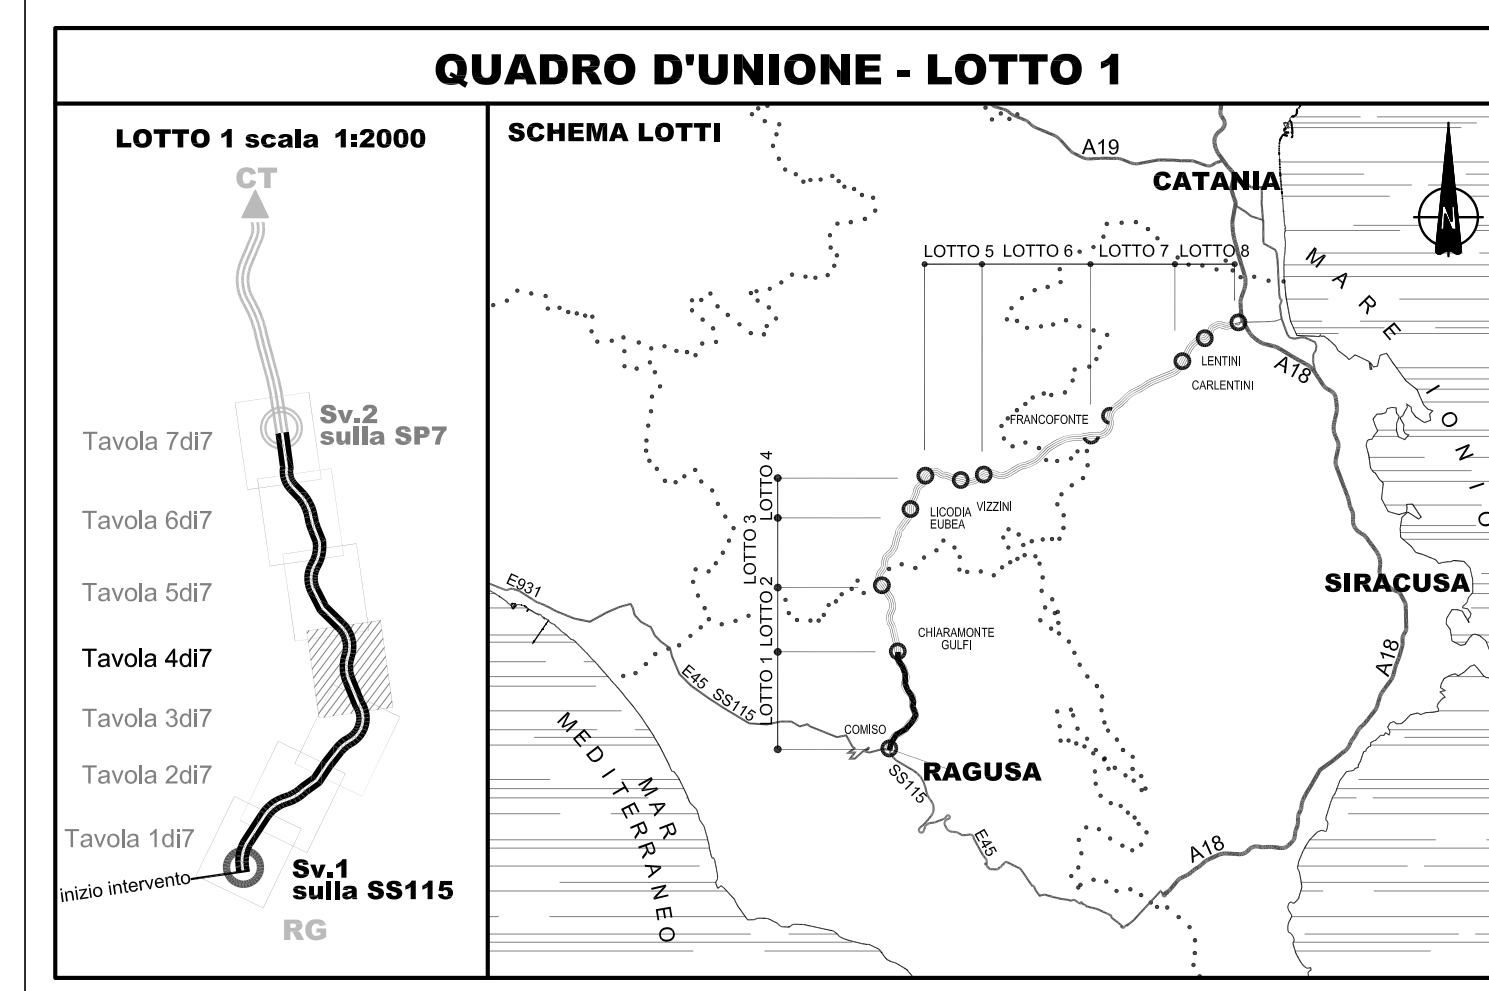 QUADRO D'UNIONE - LOTTO 1
LOTTO 1 scala 1:2000
CT
Sv.2
sulla SP7
Tavola 7di7
Tavola 6di7
Tavola 5di7
Tavola 4di7
Tavola 3di7
Tavola 2di7
Tavola 1di7
inizio intervento
Sv.1
sulla SS115
RG
SCHEMA LOTTI
A19
CATANIA
N
LOTTO 5
LOTTO 6
LOTTO 7
LOTTO 8
MARE
IONIO
LENTINI
CARLENTINI
A18
FRANCOFONTE
LOTTO 4
LOTTO 3
LOTTO 2
LOTTO 1
LICODIA
EUBEA
VIZZINI
E931
SIRACUSA
CHIARAMONTE
GULFI
A18
E45 SS115
COMISO
RAGUSA
SS115
MAR
MEDITERRANEO
E45
A18